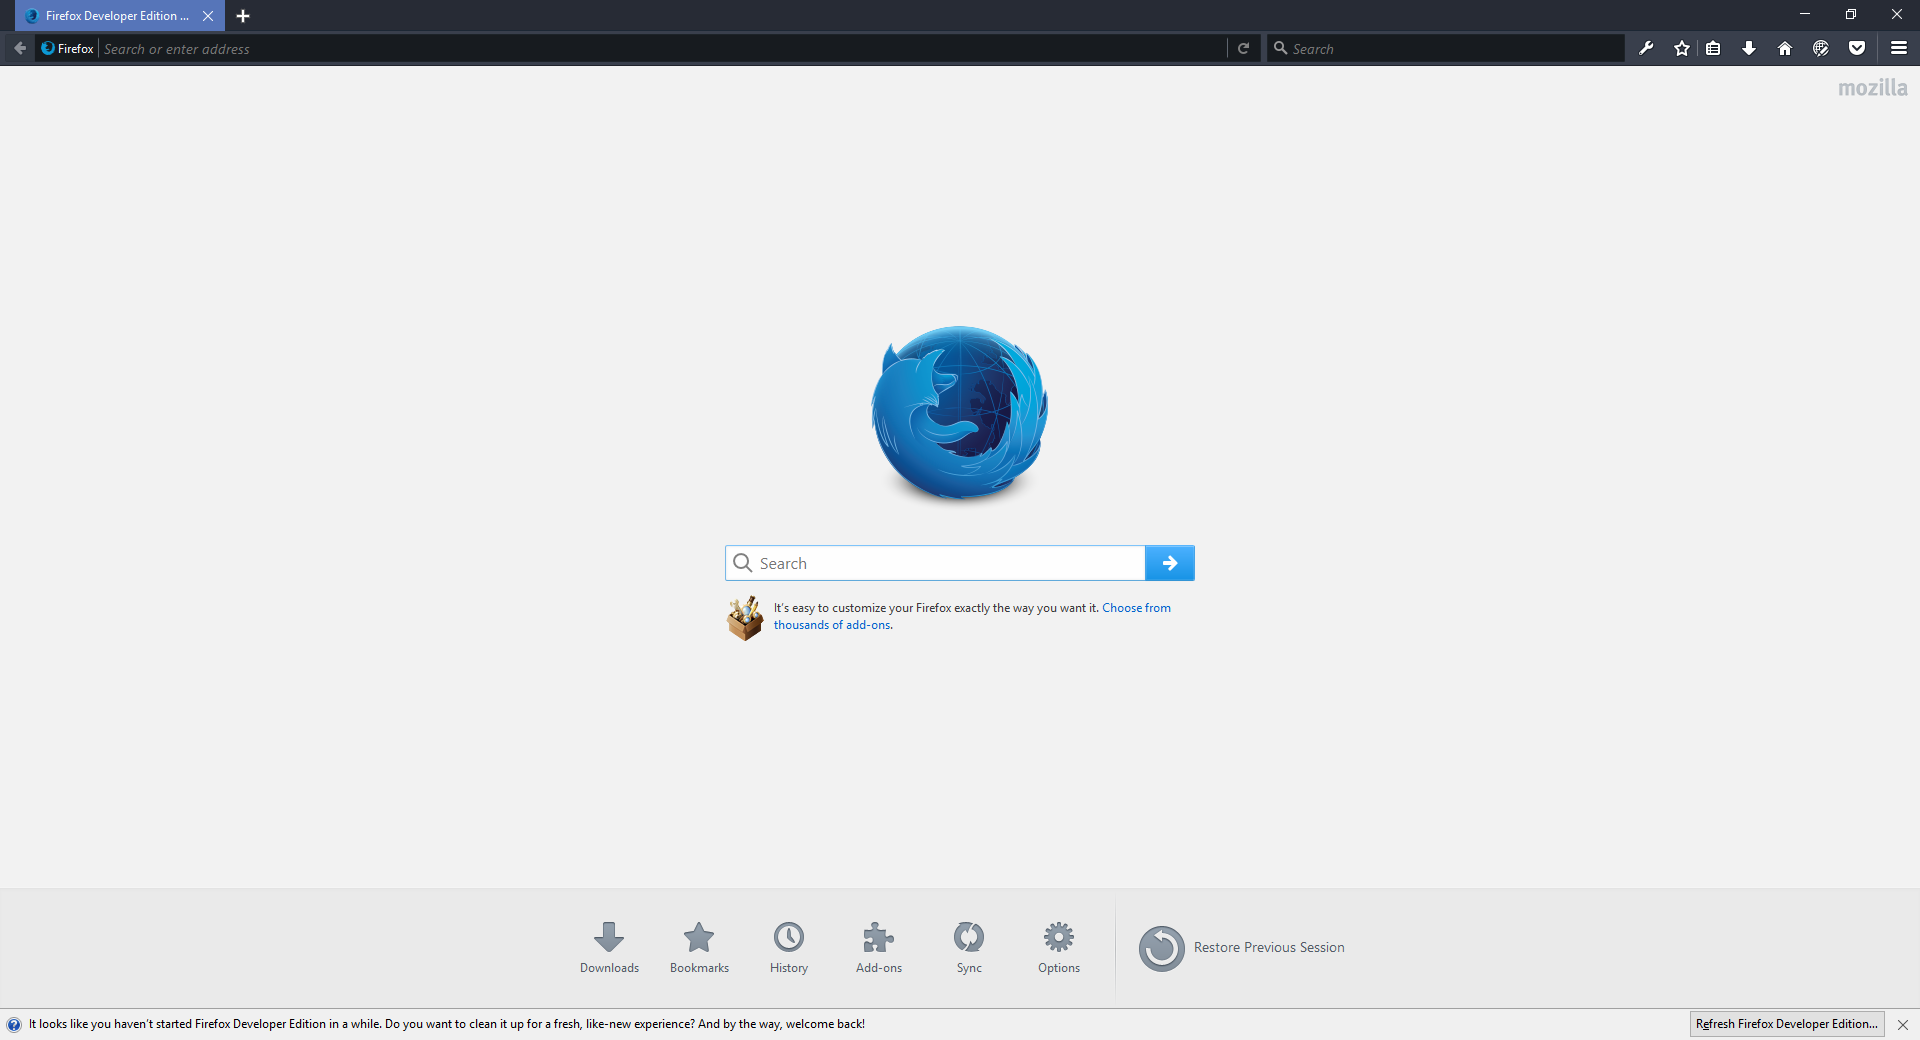 Firefox Developer Edition ...
Firefox
Search or enter address
Search
mozilla
Search
It's easy to customize your Firefox exactly the way you want it. Choose from
thousands of add-ons.
Downloads
Bookmarks
History
Add-ons
Sync
Options
Restore Previous Session
It looks like you haven't started Firefox Developer Edition in a while. Do you want to clean it up for a fresh, like-new experience? And by the way, welcome back!
Refresh Firefox Developer Edition...